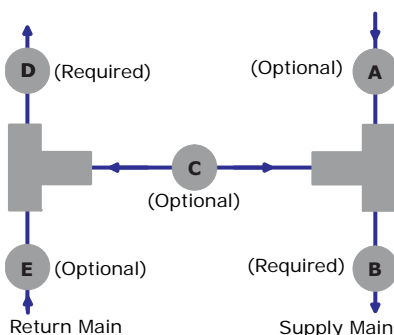 D (Required)
(Optional) A
C
(Optional)
E (Optional)
(Required) B
Return Main
Supply Main